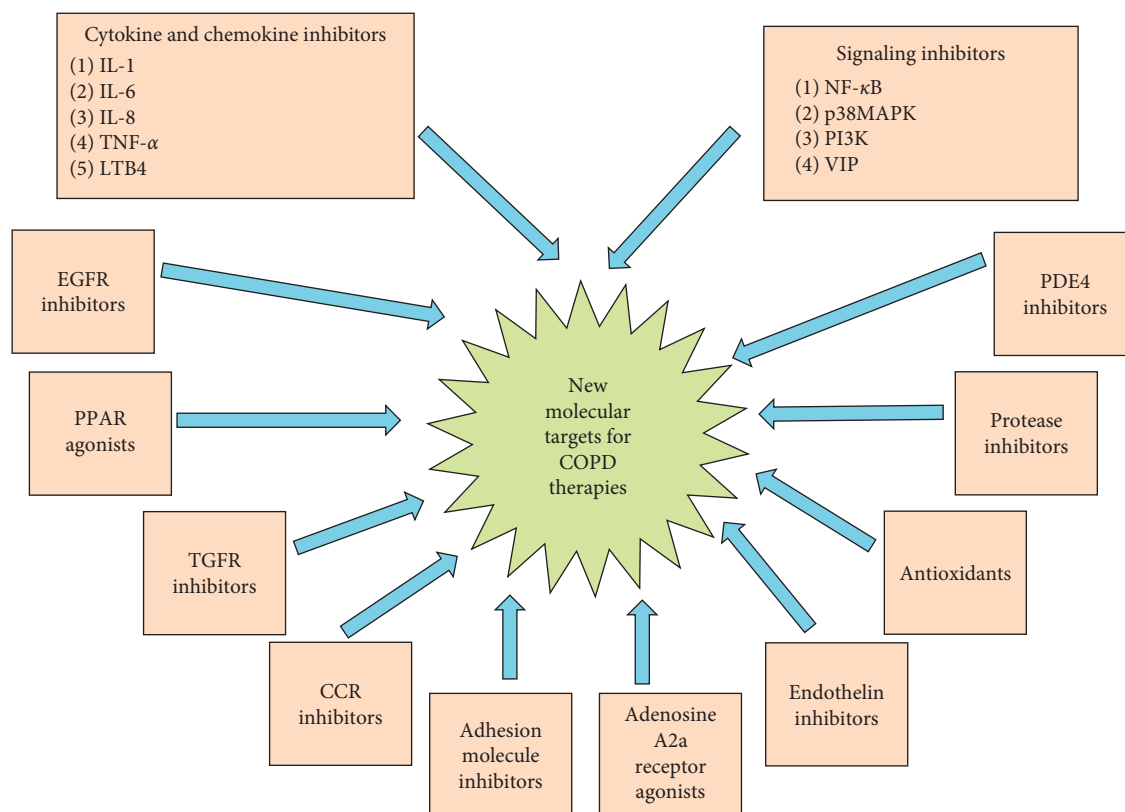 Cytokine and chemokine inhibitors
(1) IL-1
(2) IL-6
(3) IL-8
(4) TNF-α
(5) LTB4
Signaling inhibitors
(1) NF-κB
(2) p38MAPK
(3) PI3K
(4) VIP
EGFR
inhibitors
PDE4
inhibitors
New
molecular
targets for
COPD
therapies
PPAR
agonists
Protease
inhibitors
TGFR
inhibitors
Antioxidants
CCR
inhibitors
Endothelin
inhibitors
Adhesion
molecule
inhibitors
Adenosine
A2a
receptor
agonists